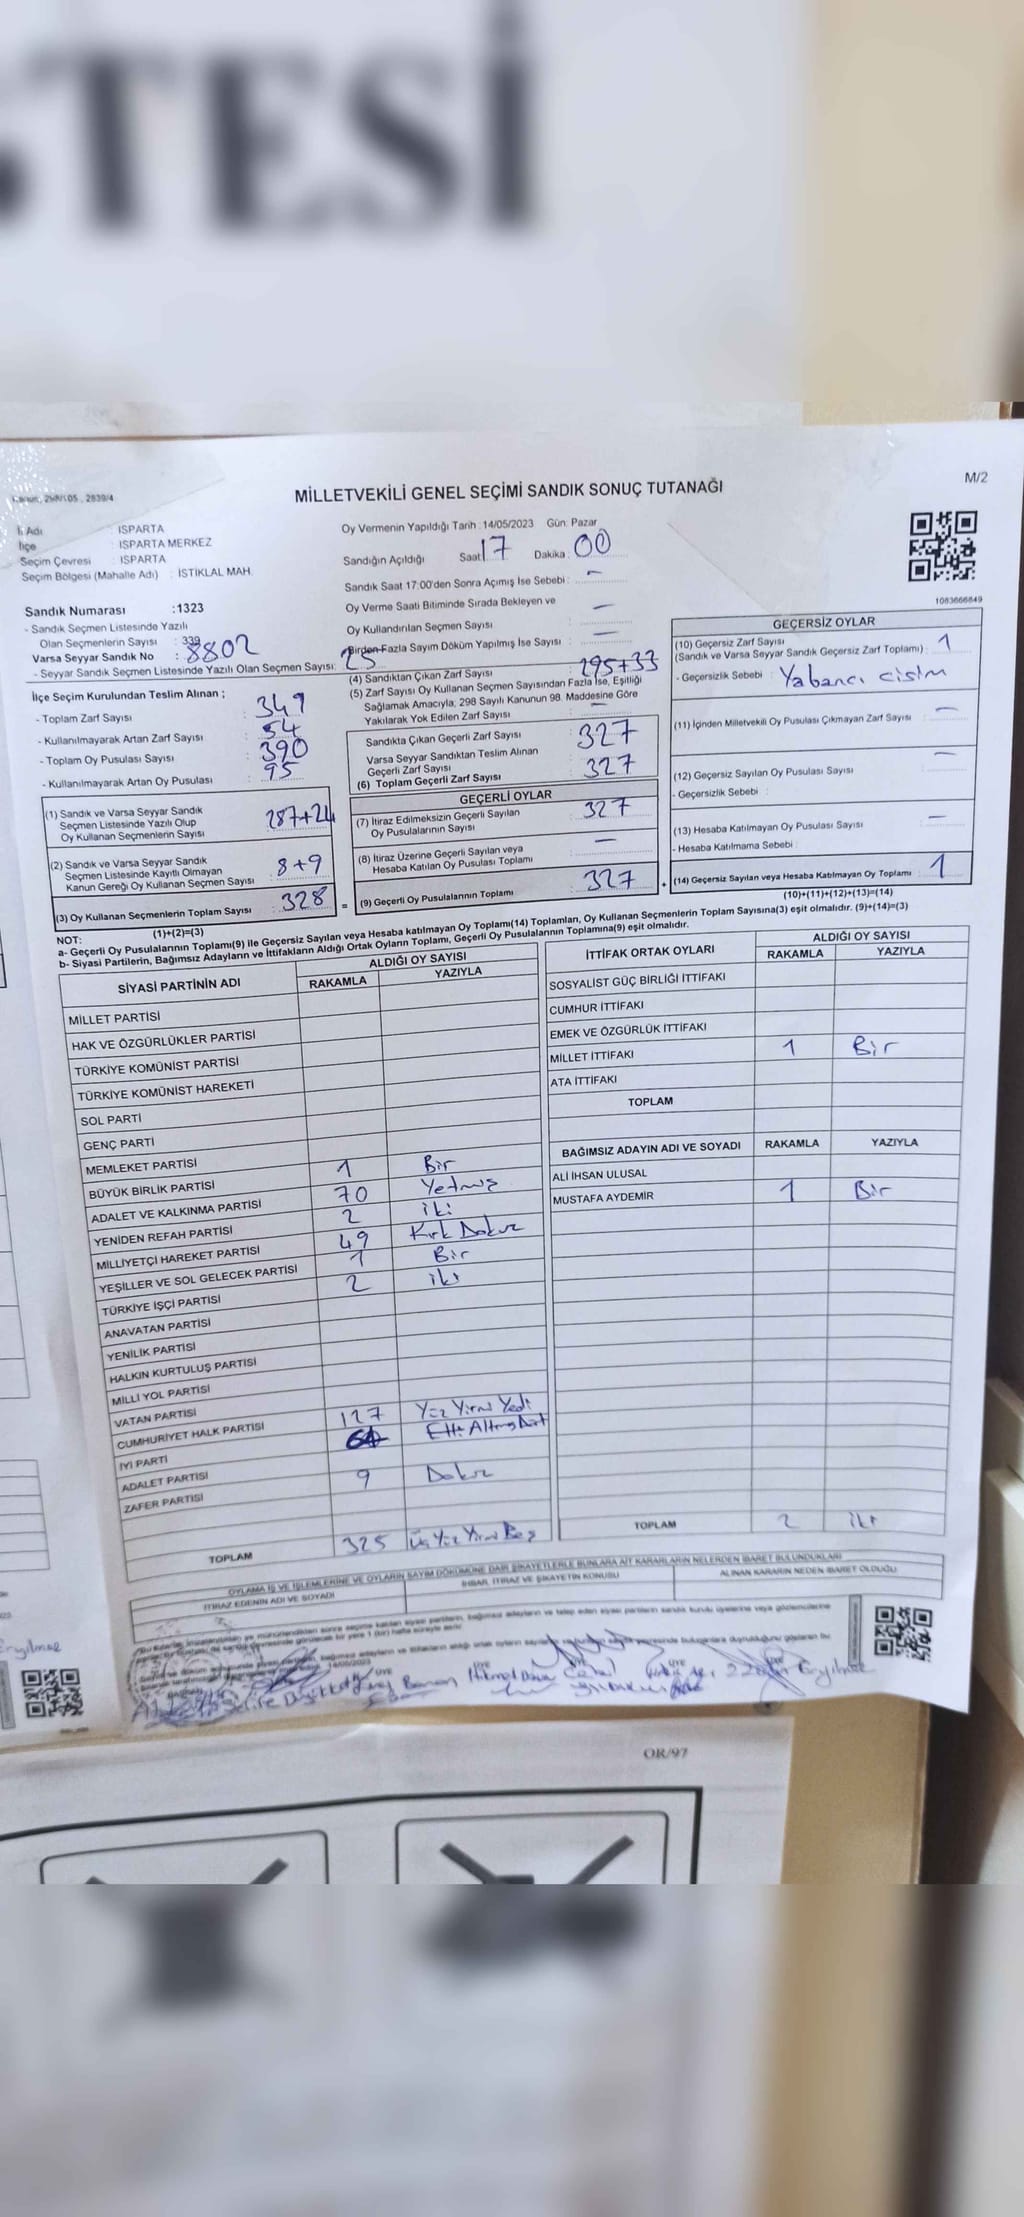 TESİ
M/2
MİLLETVEKİLİ GENEL SEÇİMİ SANDIK SONUÇ TUTANAĞI
İl Adı : ISPARTA
İlçe : ISPARTA MERKEZ
Seçim Çevresi : ISPARTA
Seçim Bölgesi (Mahalle Adı) : İSTİKLAL MAH.
Oy Vermenin Yapıldığı Tarih : 14/05/2023 Gün: Pazar
Sandığın Açıldığı Saat 17 Dakika : 00
Sandık Saat 17:00'den Sonra Açımış İse Sebebi : –
Oy Verme Saati Bitiminde Sırada Bekleyen ve
Oy Kullandırılan Seçmen Sayısı : –
Birden Fazla Sayım Döküm Yapılmış İse Sayısı : –
Sandık Numarası : 1323
- Sandık Seçmen Listesinde Yazılı
Olan Seçmenlerin Sayısı : 339
Varsa Seyyar Sandık No : 8802
- Seyyar Sandık Seçmen Listesinde Yazılı Olan Seçmen Sayısı: 25
İlçe Seçim Kurulundan Teslim Alınan ;
- Toplam Zarf Sayısı : 349
- Kullanılmayarak Artan Zarf Sayısı : 54
- Toplam Oy Pusulası Sayısı : 390
- Kullanılmayarak Artan Oy Pusulası : 95
(1) Sandık ve Varsa Seyyar Sandık
Seçmen Listesinde Yazılı Olup
Oy Kullanan Seçmenlerin Sayısı 287+24
(2) Sandık ve Varsa Seyyar Sandık
Seçmen Listesinde Kayıtlı Olmayan
Kanun Gereği Oy Kullanan Seçmen Sayısı : 8+9
(3) Oy Kullanan Seçmenlerin Toplam Sayısı : 328
(1)+(2)=(3)
(4) Sandıktan Çıkan Zarf Sayısı : 295+33
(5) Zarf Sayısı Oy Kullanan Seçmen Sayısından Fazla İse, Eşitliği
Sağlamak Amacıyla, 298 Sayılı Kanunun 98. Maddesine Göre
Yakılarak Yok Edilen Zarf Sayısı : –
Sandıkta Çıkan Geçerli Zarf Sayısı : 327
Varsa Seyyar Sandıktan Teslim Alınan
Geçerli Zarf Sayısı
(6) Toplam Geçerli Zarf Sayısı : 327
GEÇERLİ OYLAR
(7) İtiraz Edilmeksizin Geçerli Sayılan
Oy Pusulalarının Sayısı : 327
(8) İtiraz Üzerine Geçerli Sayılan veya
Hesaba Katılan Oy Pusulası Toplamı : –
= (9) Geçerli Oy Pusulalarının Toplamı : 327 +
1083666849
GEÇERSİZ OYLAR
(10) Geçersiz Zarf Sayısı
(Sandık ve Varsa Seyyar Sandık Geçersiz Zarf Toplamı) : 1
- Geçersizlik Sebebi : Yabancı cisim
(11) İçinden Milletvekili Oy Pusulası Çıkmayan Zarf Sayısı : –
(12) Geçersiz Sayılan Oy Pusulası Sayısı : –
- Geçersizlik Sebebi :
(13) Hesaba Katılmayan Oy Pusulası Sayısı : –
- Hesaba Katılmama Sebebi :
(14) Geçersiz Sayılan veya Hesaba Katılmayan Oy Toplamı : 1
(10)+(11)+(12)+(13)=(14)
NOT:
a- Geçerli Oy Pusulalarının Toplamı(9) ile Geçersiz Sayılan veya Hesaba Katılmayan Oy Toplamı(14) Toplamları, Oy Kullanan Seçmenlerin Toplam Sayısına(3) eşit olmalıdır. (9)+(14)=(3)
b- Siyasi Partilerin, Bağımsız Adayların ve İttifakların Aldığı Ortak Oyların Toplamı, Geçerli Oy Pusulalarının Toplamına(9) eşit olmalıdır.
SİYASİ PARTİNİN ADI ALDIĞI OY SAYISI
RAKAMLA YAZIYLA
MİLLET PARTİSİ
HAK VE ÖZGÜRLÜKLER PARTİSİ
TÜRKİYE KOMÜNİST PARTİSİ
TÜRKİYE KOMÜNİST HAREKETİ
SOL PARTİ
GENÇ PARTİ
MEMLEKET PARTİSİ 1 Bir
BÜYÜK BİRLİK PARTİSİ
ADALET VE KALKINMA PARTİSİ 70 Yetmiş
YENİDEN REFAH PARTİSİ 2 iki
MİLLİYETÇİ HAREKET PARTİSİ 49 Kırk Dokuz
YEŞİLLER VE SOL GELECEK PARTİSİ 1 Bir
TÜRKİYE İŞÇİ PARTİSİ 2 iki
ANAVATAN PARTİSİ
YENİLİK PARTİSİ
HALKIN KURTULUŞ PARTİSİ
MİLLİ YOL PARTİSİ
VATAN PARTİSİ
CUMHURİYET HALK PARTİSİ 127 Yüz Yirmi Yedi
İYİ PARTİ 64 Altmış Dört
ADALET PARTİSİ
ZAFER PARTİSİ 9 Dokuz
TOPLAM 325 Üç Yüz Yirmi Beş
İTTİFAK ORTAK OYLARI ALDIĞI OY SAYISI
RAKAMLA YAZIYLA
SOSYALİST GÜÇ BİRLİĞİ İTTİFAKI
CUMHUR İTTİFAKI
EMEK VE ÖZGÜRLÜK İTTİFAKI
MİLLET İTTİFAKI 1 Bir
ATA İTTİFAKI
TOPLAM
BAĞIMSIZ ADAYIN ADI VE SOYADI RAKAMLA YAZIYLA
ALİ İHSAN ULUSAL
MUSTAFA AYDEMİR 1 Bir
TOPLAM 2 iki
OYLAMA İŞ VE İŞLEMLERİNE VE OYLARIN SAYIM DÖKÜMÜNE DAİR ŞİKAYETLERLE BUNLARA AİT KARARLARIN NELERDEN İBARET BULUNDUKLARI
İTİRAZ EDENİN ADI VE SOYADI
İHBAR, İTİRAZ VE ŞİKAYETİN KONUSU
ALINAN KARARIN NEDEN İBARET OLDUĞU
14/05/2023
ÜYE ÜYE ÜYE
OR/97